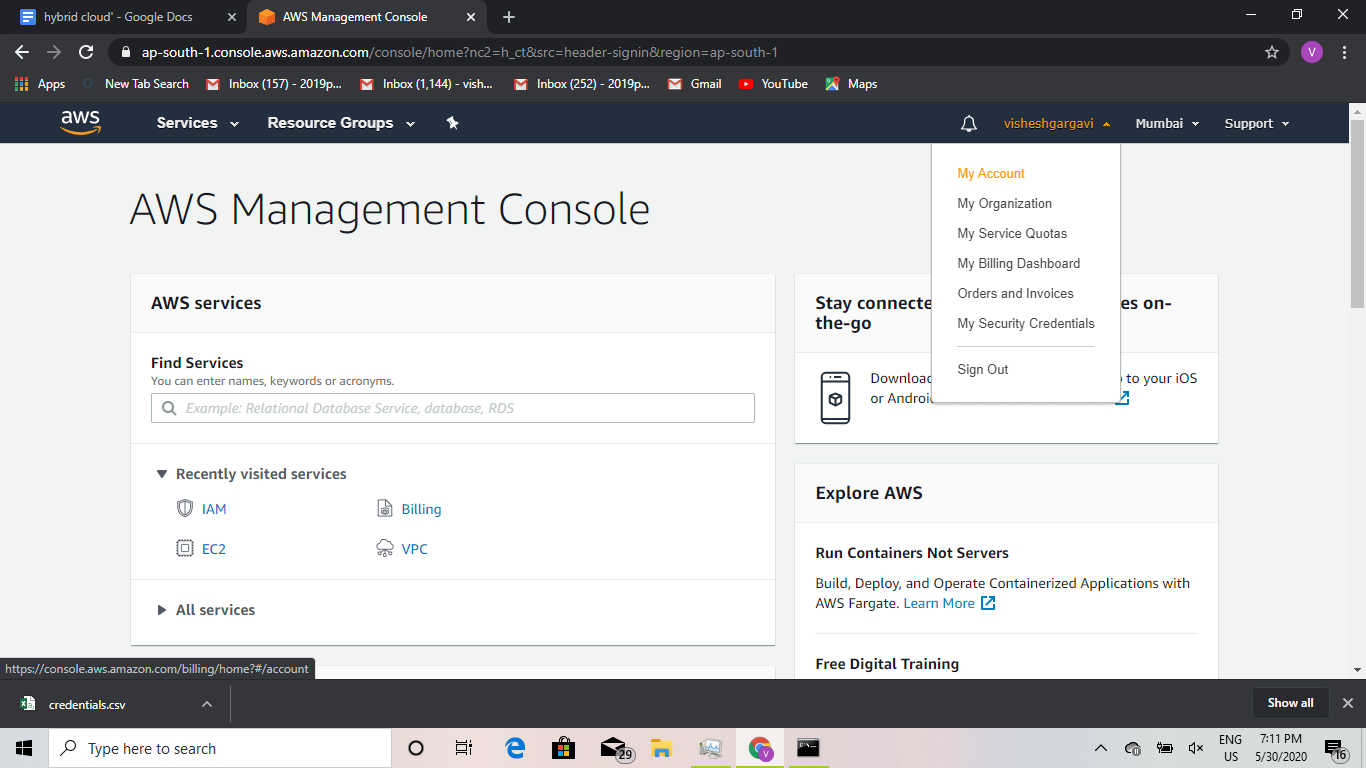 hybrid cloud' - Google Docs
AWS Management Console
ap-south-1.console.aws.amazon.com/console/home?nc2=h_ct&src=header-signin&region=ap-south-1
V
Apps
New Tab Search
Inbox (157) - 2019p...
Inbox (1,144) - vish...
Inbox (252) - 2019p...
Gmail
YouTube
Maps
aws
Services
Resource Groups
visheshgargavi
Mumbai
Support
My Account
My Organization
My Service Quotas
My Billing Dashboard
Orders and Invoices
My Security Credentials
Sign Out
AWS Management Console
AWS services
Find Services
You can enter names, keywords or acronyms.
Example: Relational Database Service, database, RDS
Recently visited services
IAM
Billing
EC2
VPC
All services
Stay connecte es on-
the-go
Download to your iOS
or Androi
Explore AWS
Run Containers Not Servers
Build, Deploy, and Operate Containerized Applications with
AWS Fargate. Learn More
Free Digital Training
https://console.aws.amazon.com/billing/home?#/account
credentials.csv
Show all
Type here to search
29
V
ENG
US
7:11 PM
5/30/2020
16